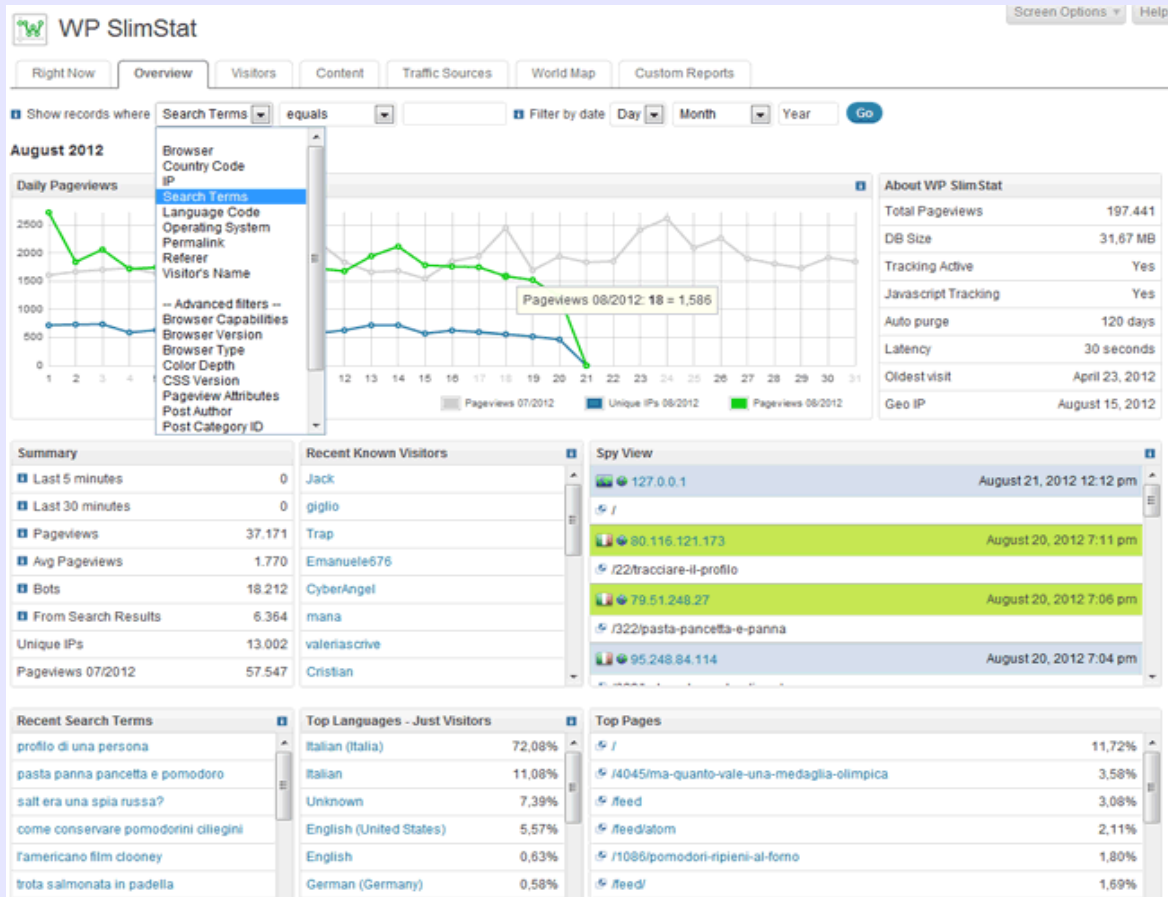 Screen Options Help
WP SlimStat
Right Now Overview Visitors Content Traffic Sources World Map Custom Reports
Show records where Search Terms equals Filter by date Day Month Year Go
August 2012
Browser
Country Code
IP
Search Terms
Language Code
Operating System
Permalink
Referer
Visitor's Name
-- Advanced filters --
Browser Capabilities
Browser Version
Browser Type
Color Depth
CSS Version
Pageview Attributes
Post Author
Post Category ID
Daily Pageviews
2500
2000
1500
1000
500
0
1 2 3 4 12 13 14 15 16 17 18 19 20 21 22 23 24 25 26 27 28 29 30 31
Pageviews 08/2012: 18 = 1,586
Pageviews 07/2012 Unique IPs 08/2012 Pageviews 08/2012
About WP SlimStat
Total Pageviews 197.441
DB Size 31,67 MB
Tracking Active Yes
Javascript Tracking Yes
Auto purge 120 days
Latency 30 seconds
Oldest visit April 23, 2012
Geo IP August 15, 2012
Summary
Last 5 minutes 0
Last 30 minutes 0
Pageviews 37.171
Avg Pageviews 1.770
Bots 18.212
From Search Results 6.364
Unique IPs 13.002
Pageviews 07/2012 57.547
Recent Known Visitors
Jack
giglio
Trap
Emanuele676
CyberAngel
mana
valeriascrive
Cristian
Spy View
127.0.0.1 August 21, 2012 12:12 pm
/
80.116.121.173 August 20, 2012 7:11 pm
/22/tracciare-il-profilo
79.51.248.27 August 20, 2012 7:06 pm
/322/pasta-pancetta-e-panna
95.248.84.114 August 20, 2012 7:04 pm
Recent Search Terms
profilo di una persona
pasta panna pancetta e pomodoro
salt era una spia russa?
come conservare pomodorini ciliegini
l'americano film clooney
trota salmonata in padella
Top Languages - Just Visitors
Italian (Italia) 72,08%
Italian 11,08%
Unknown 7,39%
English (United States) 5,57%
English 0,63%
German (Germany) 0,58%
Top Pages
/ 11,72%
/4045/ma-quanto-vale-una-medaglia-olimpica 3,58%
/feed 3,08%
/feed/atom 2,11%
/1086/pomodori-ripieni-al-forno 1,80%
/feed/ 1,69%